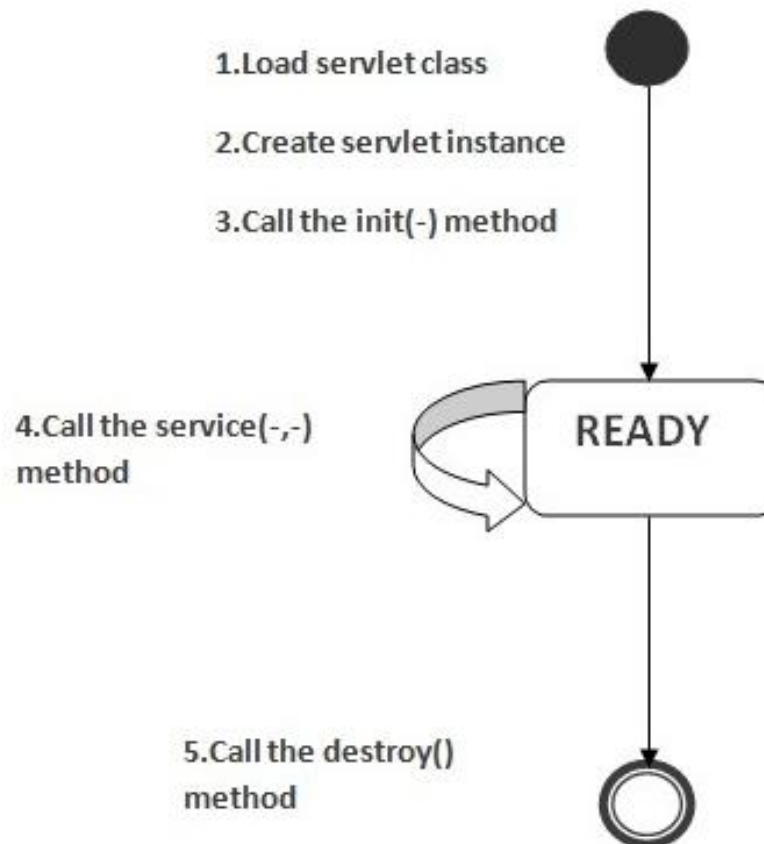 1.Load servlet class
2.Create servlet instance
3.Call the init(-) method
4.Call the service(-,-)
method
READY
5.Call the destroy()
method